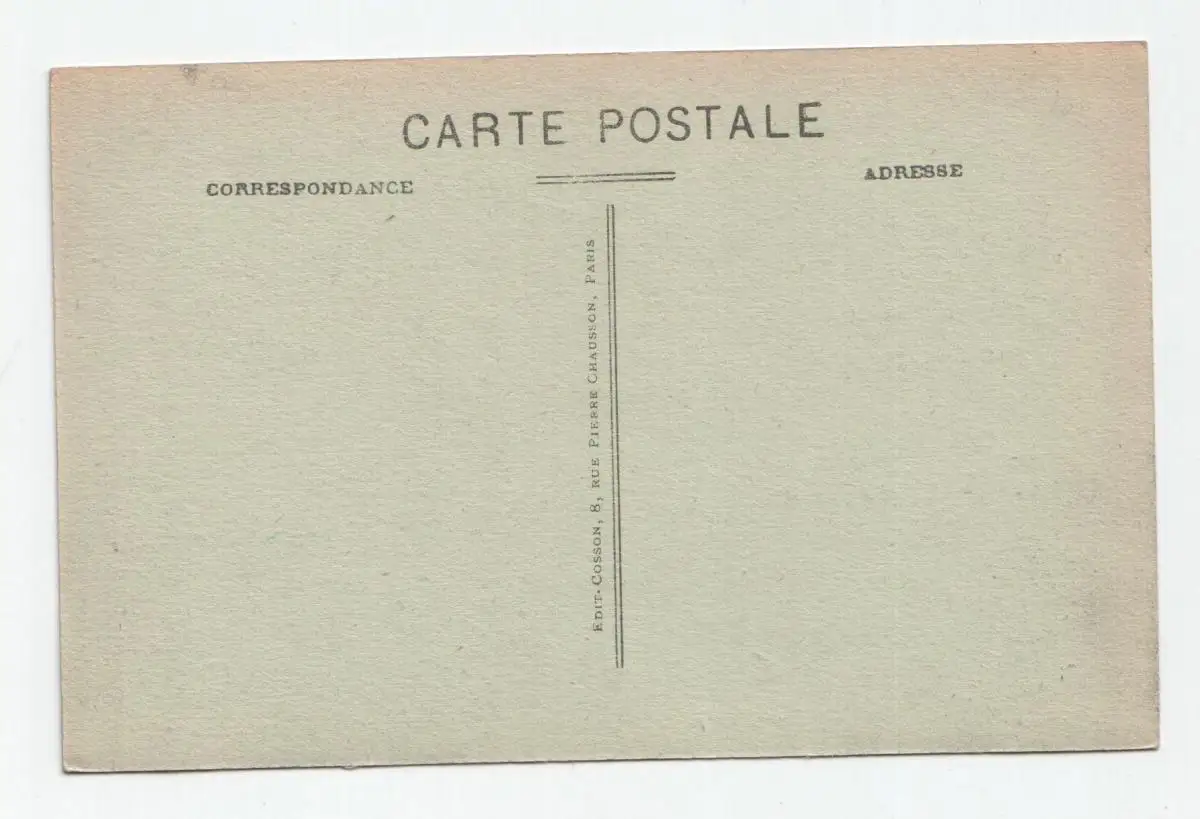 CARTE POSTALE
CORRESPONDANCE
ADRESSE
EDIT-COSSON, 8, RUE PIERRE CHAUSSON, PARIS